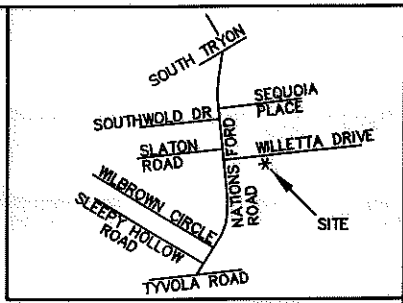 SOUTH TRYON
SEQUOIA
PLACE
SOUTHWOLD DR
SLATON
ROAD
WILLETTA DRIVE
NATIONS FORD
ROAD
SITE
WILBROWN CIRCLE
SLEEPY HOLLOW
ROAD
TYVOLA ROAD